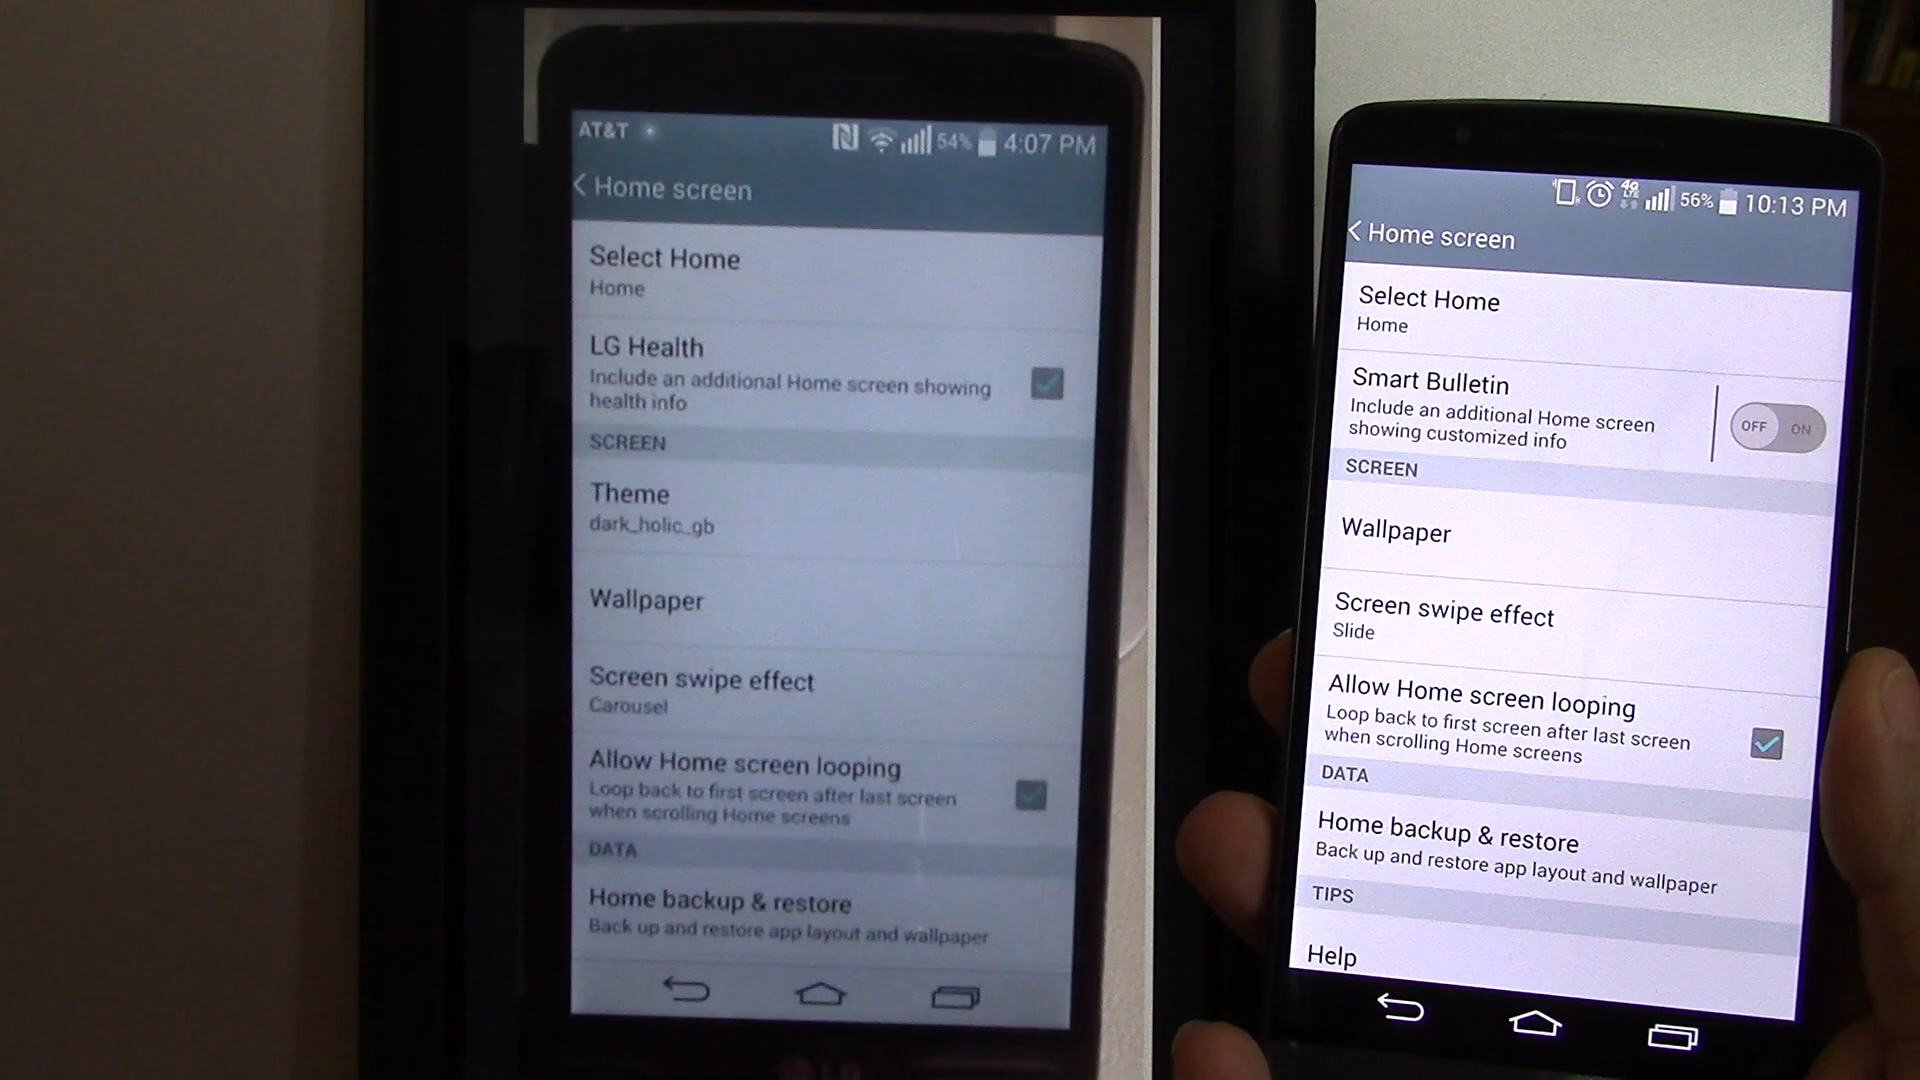 AT&T 54% 4:07 PM
Home screen
Select Home
Home
LG Health
Include an additional Home screen showing
health info
SCREEN
Theme
dark_holic_gb
Wallpaper
Screen swipe effect
Carousel
Allow Home screen looping
Loop back to first screen after last screen
when scrolling Home screens
DATA
Home backup & restore
Back up and restore app layout and wallpaper
LG
4G LTE 56% 10:13 PM
Home screen
Select Home
Home
Smart Bulletin
Include an additional Home screen
showing customized info
OFF ON
SCREEN
Wallpaper
Screen swipe effect
Slide
Allow Home screen looping
Loop back to first screen after last screen
when scrolling Home screens
DATA
Home backup & restore
Back up and restore app layout and wallpaper
TIPS
Help